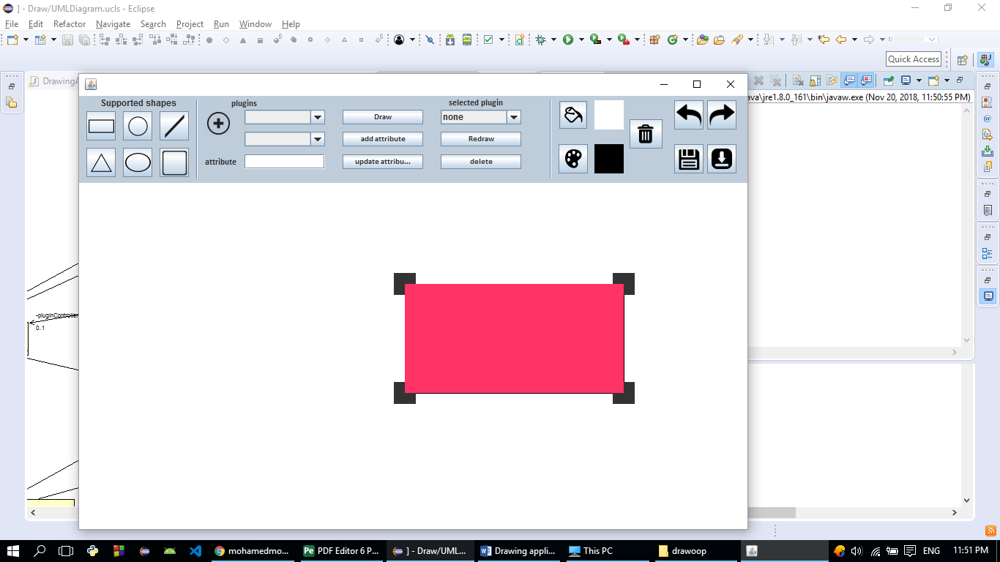 ] - Draw/UMLDiagram.ucls - Eclipse
File Edit Refactor Navigate Search Project Run Window Help
Quick Access
DrawingA
ava\jre1.8.0_161\bin\javaw.exe (Nov 20, 2018, 11:50:55 PM)
Supported shapes
plugins
selected plugin
Draw
none
add attribute
Redraw
attribute
update attribu...
delete
-pluginController
0..1
mohamedmo...
PDF Editor 6 P...
] - Draw/UML...
Drawing appli...
This PC
drawoop
ENG
11:51 PM